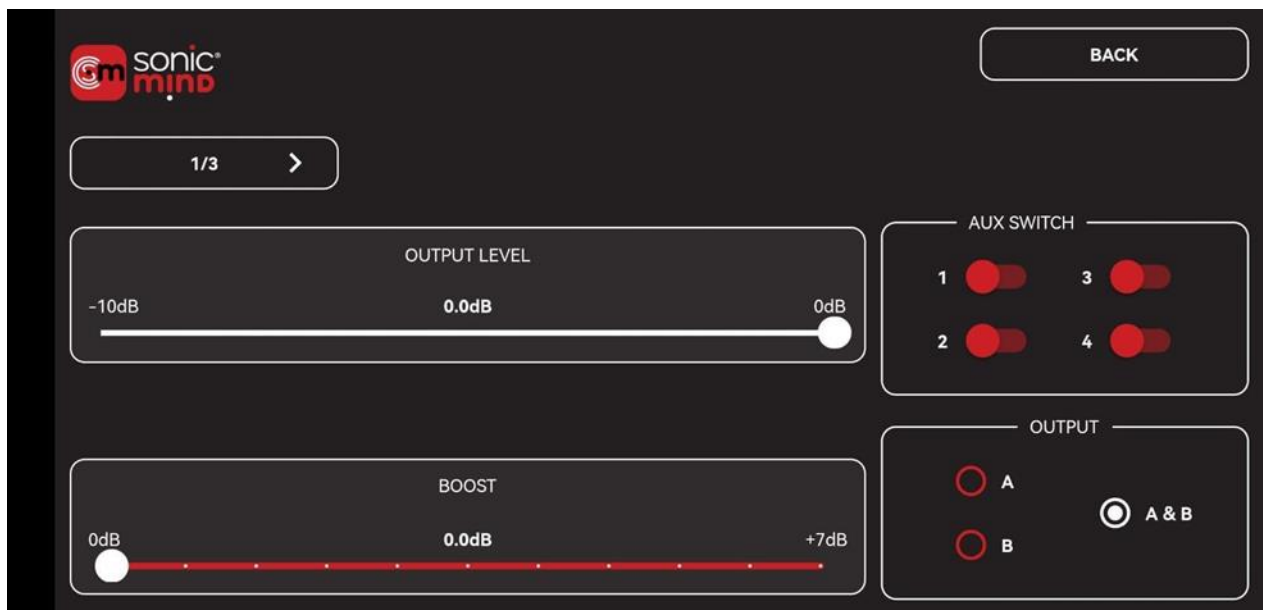 sonic®
mind
BACK
1/3
OUTPUT LEVEL
-10dB
0.0dB
0dB
BOOST
0dB
0.0dB
+7dB
AUX SWITCH
1
3
2
4
OUTPUT
A
B
A & B